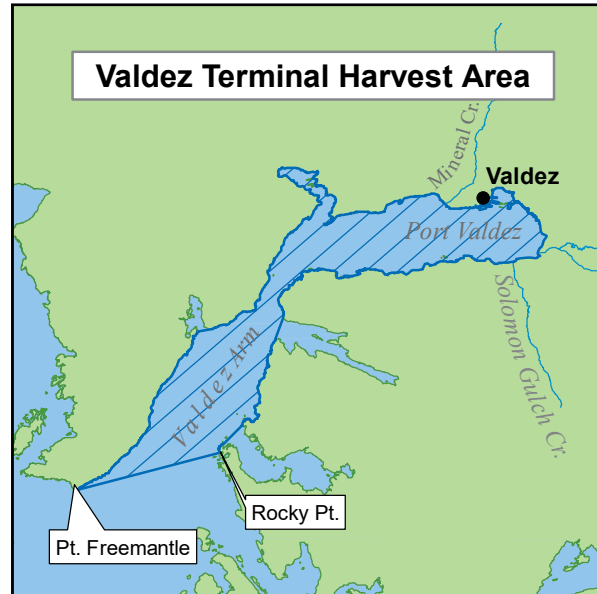 Valdez Terminal Harvest Area
Mineral Cr.
Valdez
Port Valdez
Solomon Gulch Cr.
Valdez Arm
Rocky Pt.
Pt. Freemantle